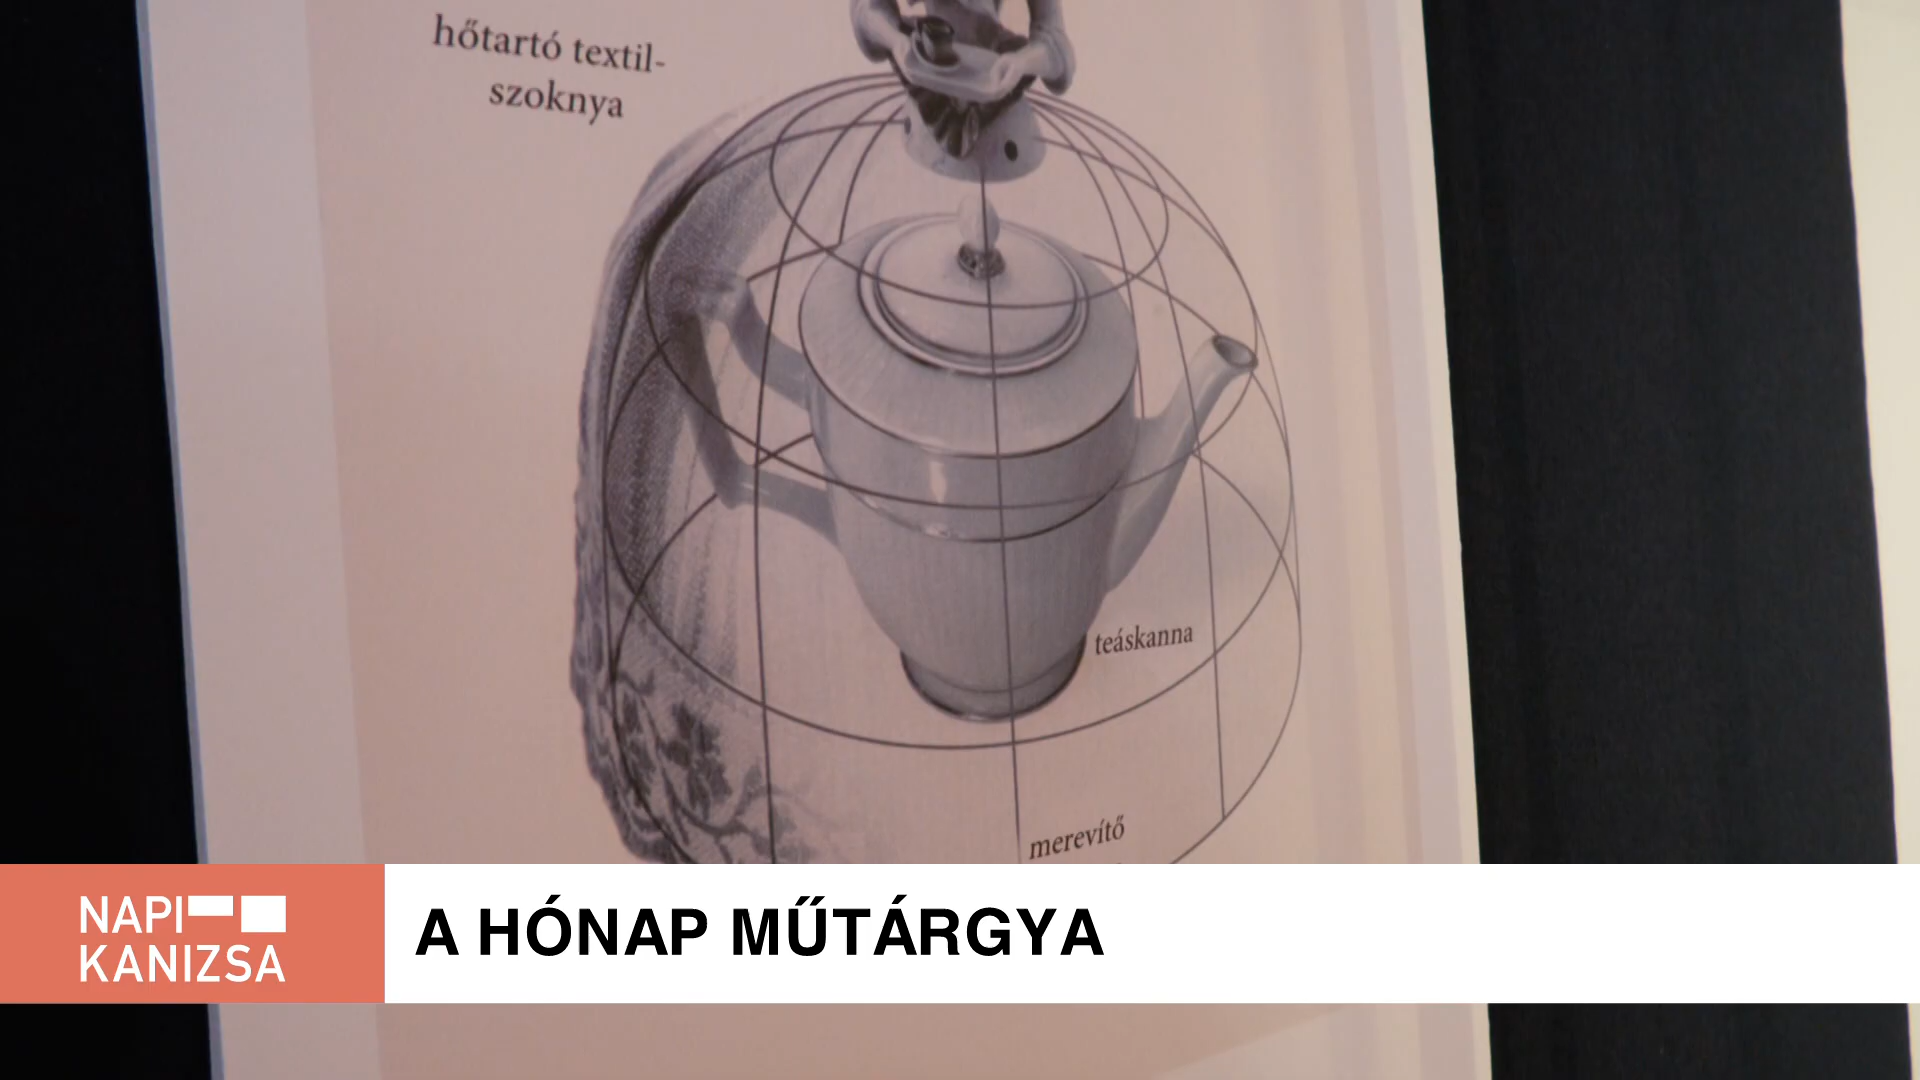 hőtartó textil-
szoknya
teáskanna
merevítő
NAPI
KANIZSA
A HÓNAP MŰTÁRGYA